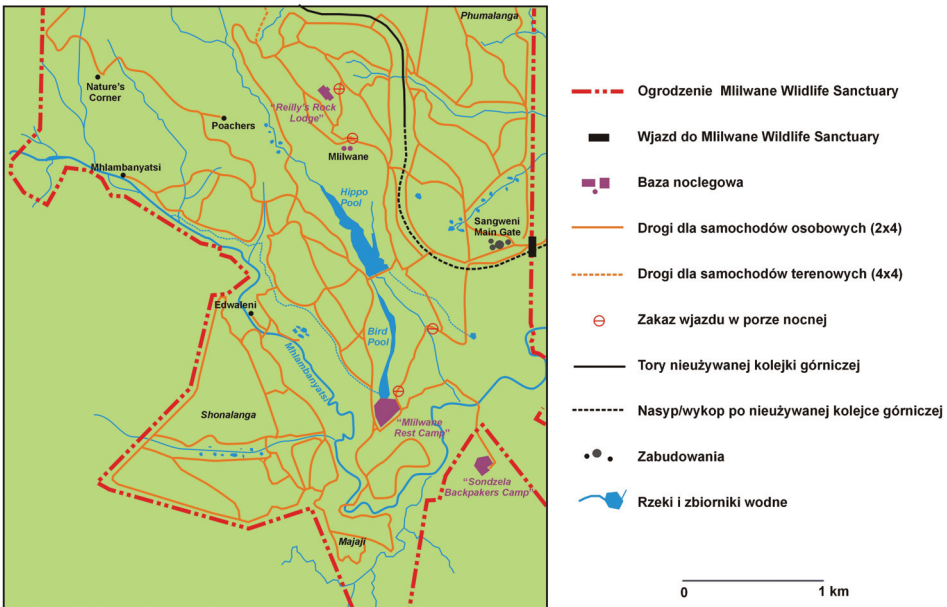 Phumalanga
Nature's
Corner
"Reilly's Rock
Lodge"
Poachers
Mlilwane
Mhlambanyatsi
Hippo
Pool
Sangweni
Main Gate
Edwaleni
Bird
Pool
Mhlambanyatsi
Shonalanga
"Mlilwane
Rest Camp"
"Sondzela
Backpakers Camp"
Majaji
Ogrodzenie Mlilwane Wildlife Sanctuary
Wjazd do Mlilwane Wildlife Sanctuary
Baza noclegowa
Drogi dla samochodów osobowych (2x4)
Drogi dla samochodów terenowych (4x4)
Zakaz wjazdu w porze nocnej
Tory nieużywanej kolejki górniczej
Nasyp/wykop po nieużywanej kolejce górniczej
Zabudowania
Rzeki i zbiorniki wodne
0 1 km